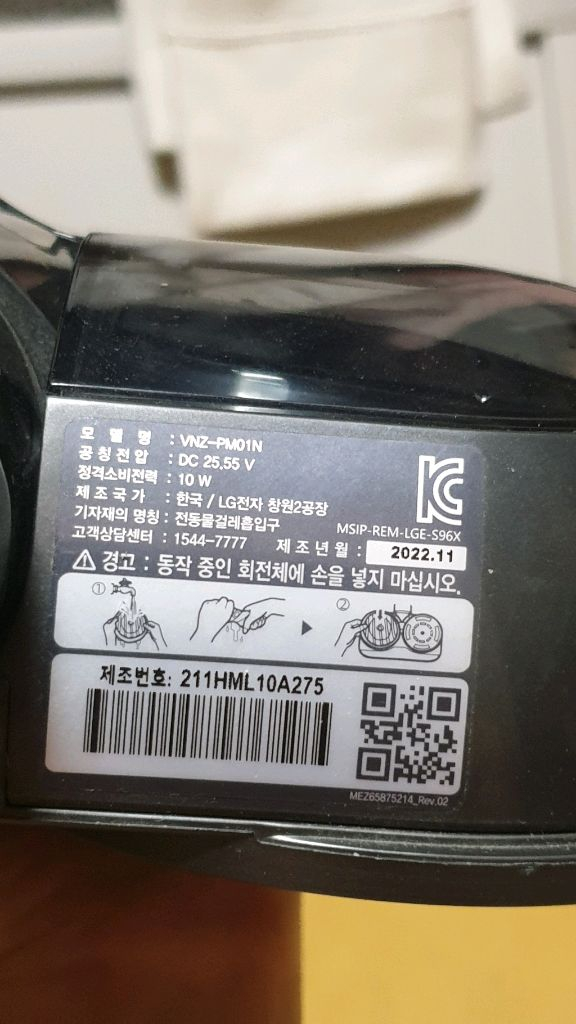 모 델 명 : VNZ-PM01N
공 칭 전 압 : DC 25.55 V
정격소비전력 : 10 W
제 조 국 가 : 한국 / LG전자 창원2공장
기자재의 명칭 : 전동물걸레흡입구
MSIP-REM-LGE-S96X
고객상담센터 : 1544-7777 제 조 년 월 : 2022.11
⚠ 경고 : 동작 중인 회전체에 손을 넣지 마십시오.
① ②
제조번호: 211HML10A275
MEZ65875214_Rev.02